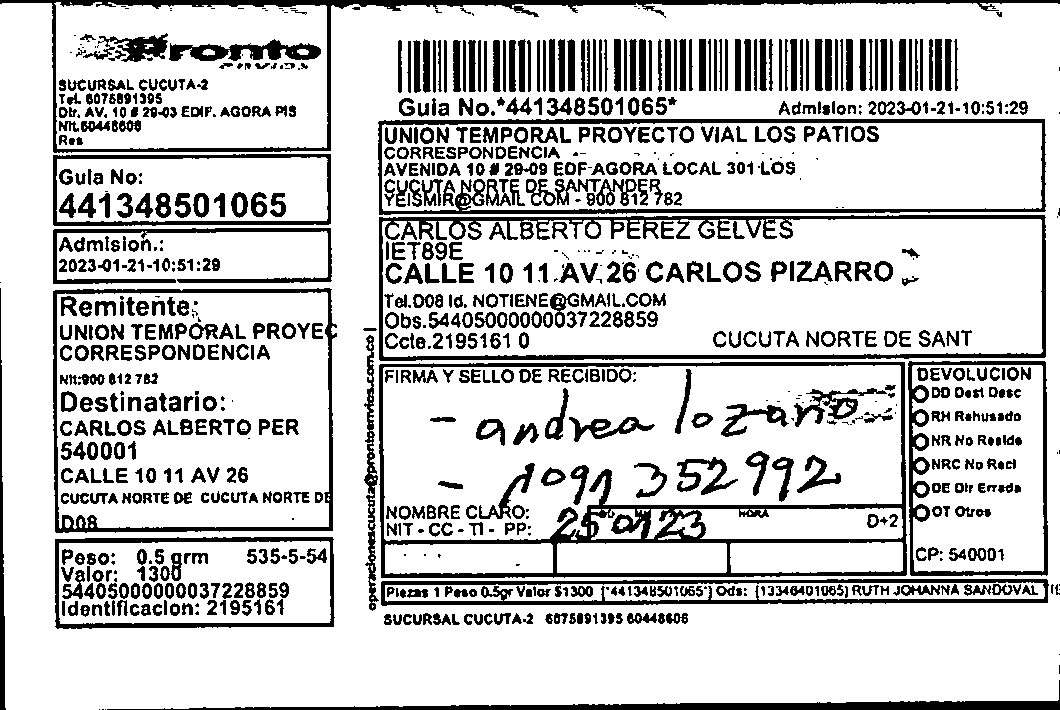 Pronto
envios
SUCURSAL CUCUTA-2
Tel. 6075891395
Dir. AV. 10 # 29-03 EDIF. AGORA PIS
Nit.60448606
Res
Guia No:
441348501065
Admision.:
2023-01-21-10:51:29
Remitente:
UNION TEMPORAL PROYEC
CORRESPONDENCIA
Nit:900 812 782
Destinatario:
CARLOS ALBERTO PER
540001
CALLE 10 11 AV 26
CUCUTA NORTE DE CUCUTA NORTE DE
D08
Peso: 0.5 grm 535-5-54
Valor: 1300
54405000000037228859
Identificacion: 2195161
operacionescucuta@prontoenvios.com.co
Guia No.*441348501065*
Admision: 2023-01-21-10:51:29
UNION TEMPORAL PROYECTO VIAL LOS PATIOS
CORRESPONDENCIA
AVENIDA 10 # 29-09 EDF AGORA LOCAL 301 LOS
CUCUTA NORTE DE SANTANDER
YEISMIR@GMAIL COM - 900 812 782
CARLOS ALBERTO PEREZ GELVES
IET89E
CALLE 10 11 AV 26 CARLOS PIZARRO
Tel.D08 Id. NOTIENE@GMAIL.COM
Obs.54405000000037228859
Ccte.2195161 0 CUCUTA NORTE DE SANT
FIRMA Y SELLO DE RECIBIDO:
- andrea lozano
- 1091352992
NOMBRE CLARO:
NIT - CC - TI - PP:
250123
HORA
D+2
DEVOLUCION
DD Dest Desc
RH Rehusado
NR No Reside
NRC No Recl
DE Dir Errada
OT Otros
CP: 540001
Piezas 1 Peso 0.5gr Valor $1300 (*441348501065*) Ods: (13346401065) RUTH JOHANNA SANDOVAL
SUCURSAL CUCUTA-2 6075891395 60448606